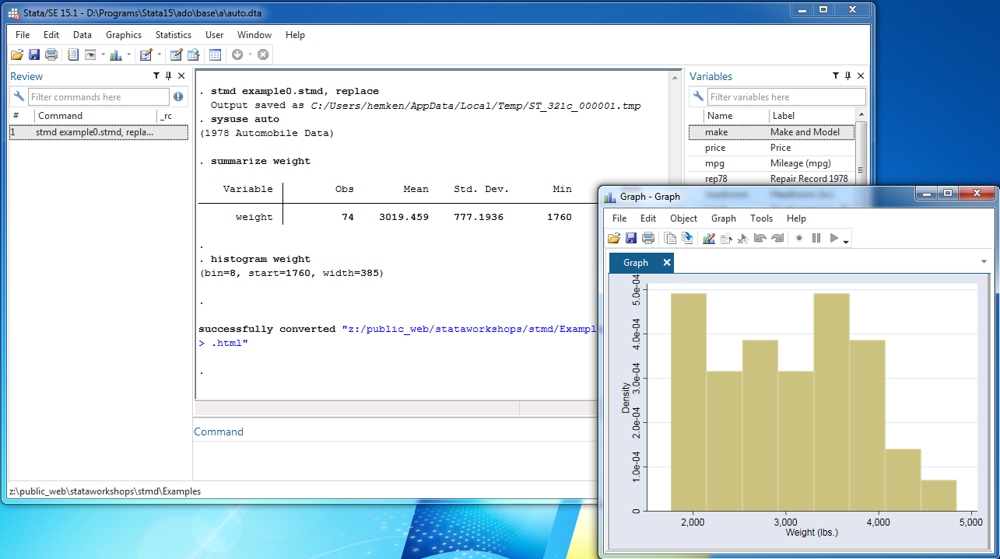 Stata/SE 15.1 - D:\Programs\Stata15\ado\base\a\auto.dta
File Edit Data Graphics Statistics User Window Help
Review
Filter commands here
# Command _rc
1 stmd example0.stmd, repla...
. stmd example0.stmd, replace
Output saved as C:/Users/hemken/AppData/Local/Temp/ST_321c_000001.tmp
. sysuse auto
(1978 Automobile Data)
. summarize weight
Variable Obs Mean Std. Dev. Min
weight 74 3019.459 777.1936 1760
.
. histogram weight
(bin=8, start=1760, width=385)
.
successfully converted "z:/public_web/stataworkshops/stmd/Exampl
> .html"
.
Command
z:\public_web\stataworkshops\stmd\Examples
Variables
Filter variables here
Name Label
make Make and Model
price Price
mpg Mileage (mpg)
rep78 Repair Record 1978
Graph - Graph
File Edit Object Graph Tools Help
Graph
Density
5.0e-04
4.0e-04
3.0e-04
2.0e-04
1.0e-04
0
2,000 3,000 4,000 5,000
Weight (lbs.)